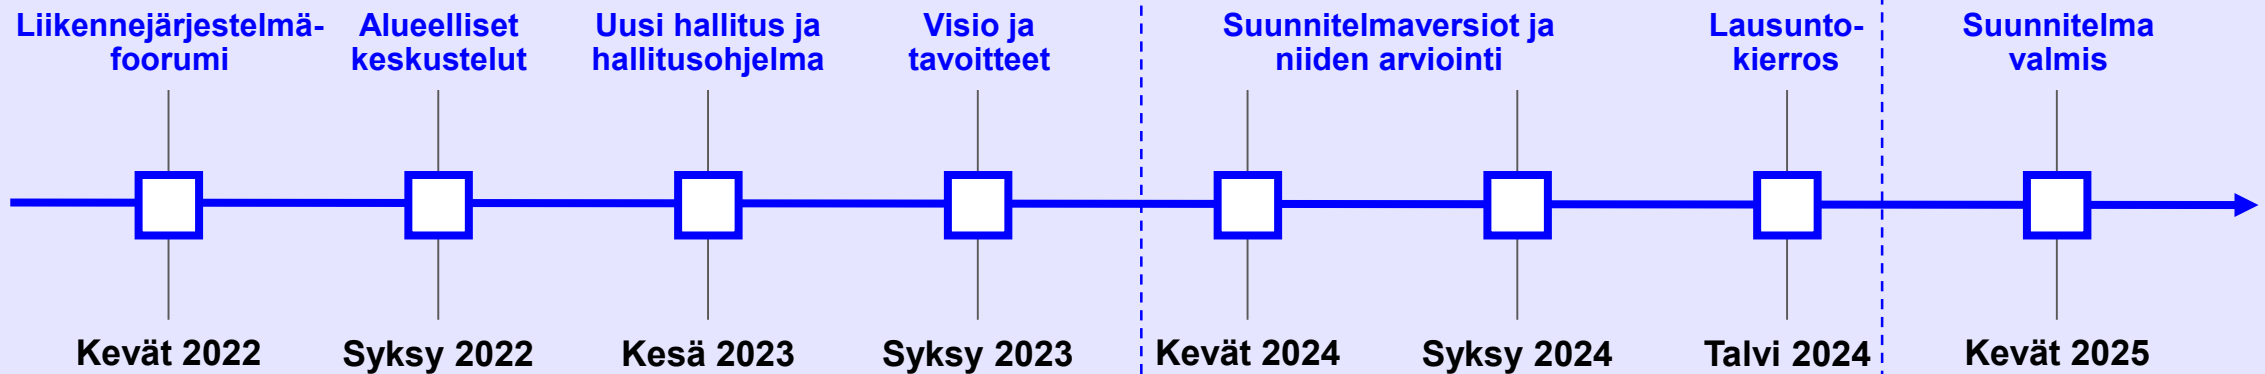 Liikennejärjestelmä-
foorumi
Alueelliset
keskustelut
Uusi hallitus ja
hallitusohjelma
Visio ja
tavoitteet
Suunnitelmaversiot ja
niiden arviointi
Lausunto-
kierros
Suunnitelma
valmis
Kevät 2022
Syksy 2022
Kesä 2023
Syksy 2023
Kevät 2024
Syksy 2024
Talvi 2024
Kevät 2025